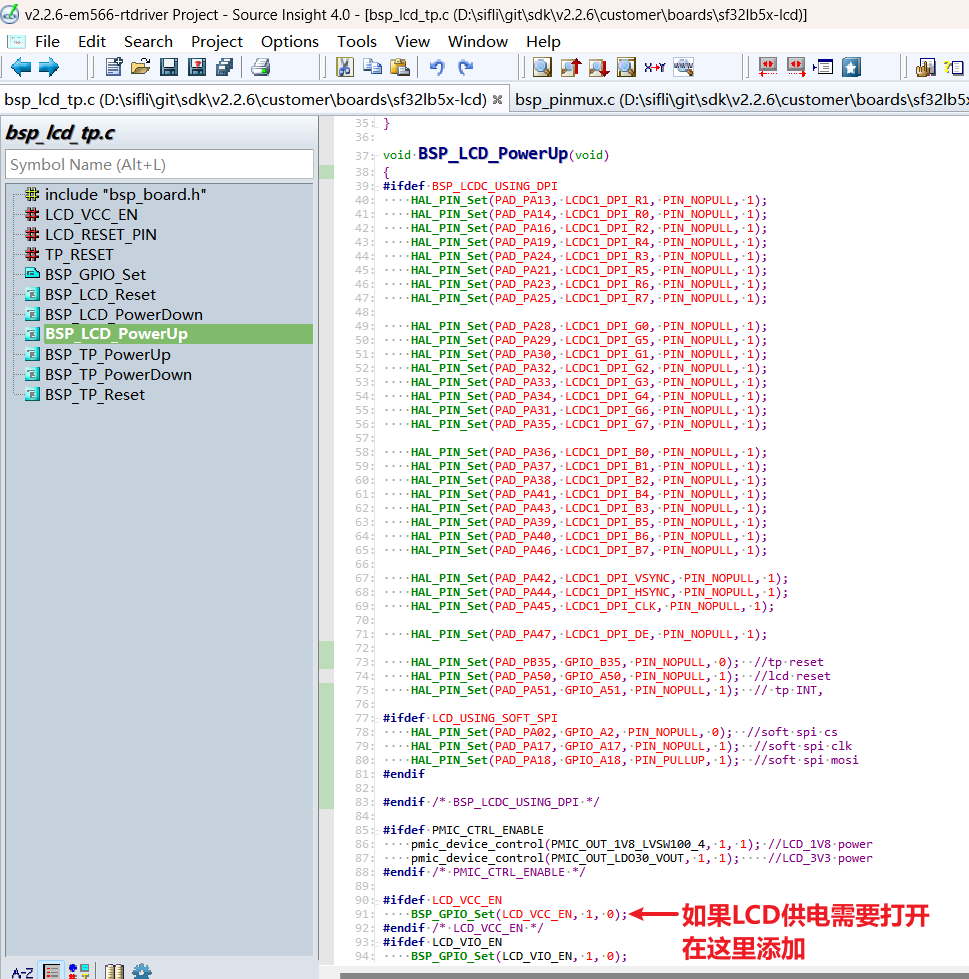 v2.2.6-em566-rtdriver Project - Source Insight 4.0 - [bsp_lcd_tp.c (D:\sifli\git\sdk\v2.2.6\customer\boards\sf32lb5x-lcd)]
File Edit Search Project Options Tools View Window Help
bsp_lcd_tp.c (D:\sifli\git\sdk\v2.2.6\customer\boards\sf32lb5x-lcd) bsp_pinmux.c (D:\sifli\git\sdk\v2.2.6\customer\boards\sf32lb5x
bsp_lcd_tp.c
Symbol Name (Alt+L)
include "bsp_board.h"
LCD_VCC_EN
LCD_RESET_PIN
TP_RESET
BSP_GPIO_Set
BSP_LCD_Reset
BSP_LCD_PowerDown
BSP_LCD_PowerUp
BSP_TP_PowerUp
BSP_TP_PowerDown
BSP_TP_Reset
A-Z
35: }
36:
37: void BSP_LCD_PowerUp(void)
38: {
39: #ifdef BSP_LCDC_USING_DPI
40: HAL_PIN_Set(PAD_PA13, LCDC1_DPI_R1, PIN_NOPULL, 1);
41: HAL_PIN_Set(PAD_PA14, LCDC1_DPI_R0, PIN_NOPULL, 1);
42: HAL_PIN_Set(PAD_PA16, LCDC1_DPI_R2, PIN_NOPULL, 1);
43: HAL_PIN_Set(PAD_PA19, LCDC1_DPI_R4, PIN_NOPULL, 1);
44: HAL_PIN_Set(PAD_PA24, LCDC1_DPI_R3, PIN_NOPULL, 1);
45: HAL_PIN_Set(PAD_PA21, LCDC1_DPI_R5, PIN_NOPULL, 1);
46: HAL_PIN_Set(PAD_PA23, LCDC1_DPI_R6, PIN_NOPULL, 1);
47: HAL_PIN_Set(PAD_PA25, LCDC1_DPI_R7, PIN_NOPULL, 1);
48:
49: HAL_PIN_Set(PAD_PA28, LCDC1_DPI_G0, PIN_NOPULL, 1);
50: HAL_PIN_Set(PAD_PA29, LCDC1_DPI_G5, PIN_NOPULL, 1);
51: HAL_PIN_Set(PAD_PA30, LCDC1_DPI_G1, PIN_NOPULL, 1);
52: HAL_PIN_Set(PAD_PA32, LCDC1_DPI_G2, PIN_NOPULL, 1);
53: HAL_PIN_Set(PAD_PA33, LCDC1_DPI_G3, PIN_NOPULL, 1);
54: HAL_PIN_Set(PAD_PA34, LCDC1_DPI_G4, PIN_NOPULL, 1);
55: HAL_PIN_Set(PAD_PA31, LCDC1_DPI_G6, PIN_NOPULL, 1);
56: HAL_PIN_Set(PAD_PA35, LCDC1_DPI_G7, PIN_NOPULL, 1);
57:
58: HAL_PIN_Set(PAD_PA36, LCDC1_DPI_B0, PIN_NOPULL, 1);
59: HAL_PIN_Set(PAD_PA37, LCDC1_DPI_B1, PIN_NOPULL, 1);
60: HAL_PIN_Set(PAD_PA38, LCDC1_DPI_B2, PIN_NOPULL, 1);
61: HAL_PIN_Set(PAD_PA41, LCDC1_DPI_B4, PIN_NOPULL, 1);
62: HAL_PIN_Set(PAD_PA43, LCDC1_DPI_B3, PIN_NOPULL, 1);
63: HAL_PIN_Set(PAD_PA39, LCDC1_DPI_B5, PIN_NOPULL, 1);
64: HAL_PIN_Set(PAD_PA40, LCDC1_DPI_B6, PIN_NOPULL, 1);
65: HAL_PIN_Set(PAD_PA46, LCDC1_DPI_B7, PIN_NOPULL, 1);
66:
67: HAL_PIN_Set(PAD_PA42, LCDC1_DPI_VSYNC, PIN_NOPULL, 1);
68: HAL_PIN_Set(PAD_PA44, LCDC1_DPI_HSYNC, PIN_NOPULL, 1);
69: HAL_PIN_Set(PAD_PA45, LCDC1_DPI_CLK, PIN_NOPULL, 1);
70:
71: HAL_PIN_Set(PAD_PA47, LCDC1_DPI_DE, PIN_NOPULL, 1);
72:
73: HAL_PIN_Set(PAD_PB35, GPIO_B35, PIN_NOPULL, 0); //tp reset
74: HAL_PIN_Set(PAD_PA50, GPIO_A50, PIN_NOPULL, 1); //lcd reset
75: HAL_PIN_Set(PAD_PA51, GPIO_A51, PIN_NOPULL, 1); // tp INT,
76:
77: #ifdef LCD_USING_SOFT_SPI
78: HAL_PIN_Set(PAD_PA02, GPIO_A2, PIN_NOPULL, 0); //soft spi cs
79: HAL_PIN_Set(PAD_PA17, GPIO_A17, PIN_NOPULL, 1); //soft spi clk
80: HAL_PIN_Set(PAD_PA18, GPIO_A18, PIN_PULLUP, 1); //soft spi mosi
81: #endif
82:
83: #endif /* BSP_LCDC_USING_DPI */
84:
85: #ifdef PMIC_CTRL_ENABLE
86: pmic_device_control(PMIC_OUT_1V8_LVSW100_4, 1, 1); //LCD_1V8 power
87: pmic_device_control(PMIC_OUT_LDO30_VOUT, 1, 1); //LCD_3V3 power
88: #endif /* PMIC_CTRL_ENABLE */
89:
90: #ifdef LCD_VCC_EN
91: BSP_GPIO_Set(LCD_VCC_EN, 1, 0); 如果LCD供电需要打开
92: #endif /* LCD_VCC_EN */ 在这里添加
93: #ifdef LCD_VIO_EN
94: BSP_GPIO_Set(LCD_VIO_EN, 1, 0);